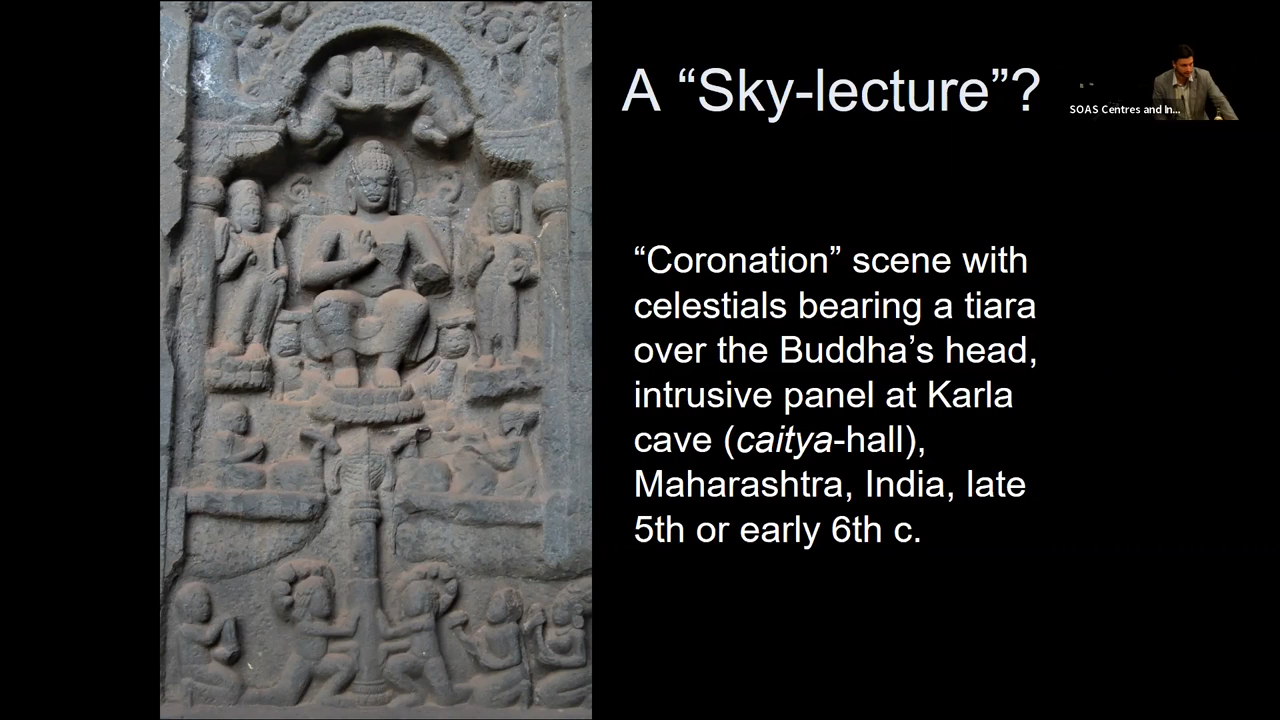 A “Sky-lecture”?
SOAS Centres and In...
“Coronation” scene with
celestials bearing a tiara
over the Buddha’s head,
intrusive panel at Karla
cave (caitya-hall),
Maharashtra, India, late
5th or early 6th c.